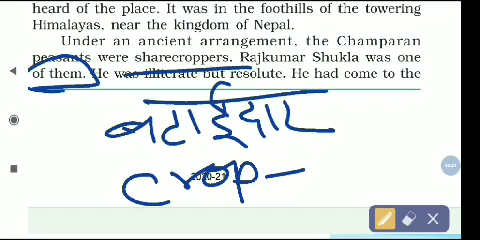 heard of the place. It was in the foothills of the towering
Himalayas, near the kingdom of Nepal.
Under an ancient arrangement, the Champaran
peasants were sharecroppers. Rajkumar Shukla was one
of them. He was illiterate but resolute. He had come to the
बटाईदार
2020-21
crop-